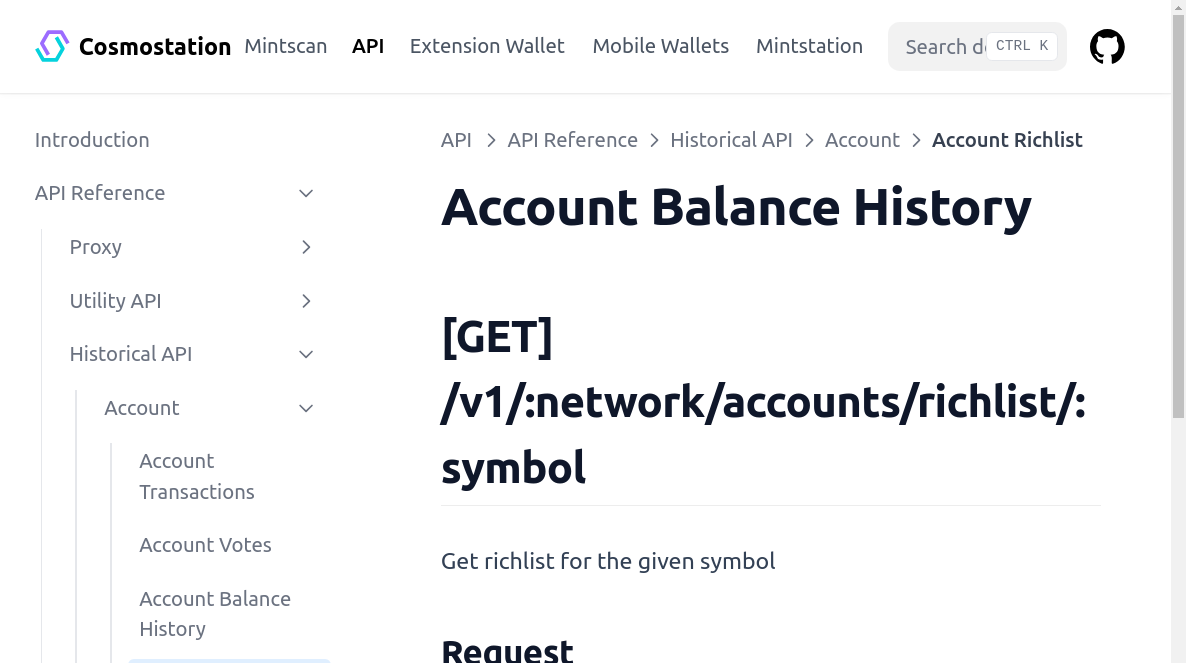 Cosmostation Mintscan API Extension Wallet Mobile Wallets Mintstation Search d CTRL K
Introduction
API Reference
Proxy
Utility API
Historical API
Account
Account
Transactions
Account Votes
Account Balance
History
API API Reference Historical API Account Account Richlist
Account Balance History
[GET]
/v1/:network/accounts/richlist/:
symbol
Get richlist for the given symbol
Request